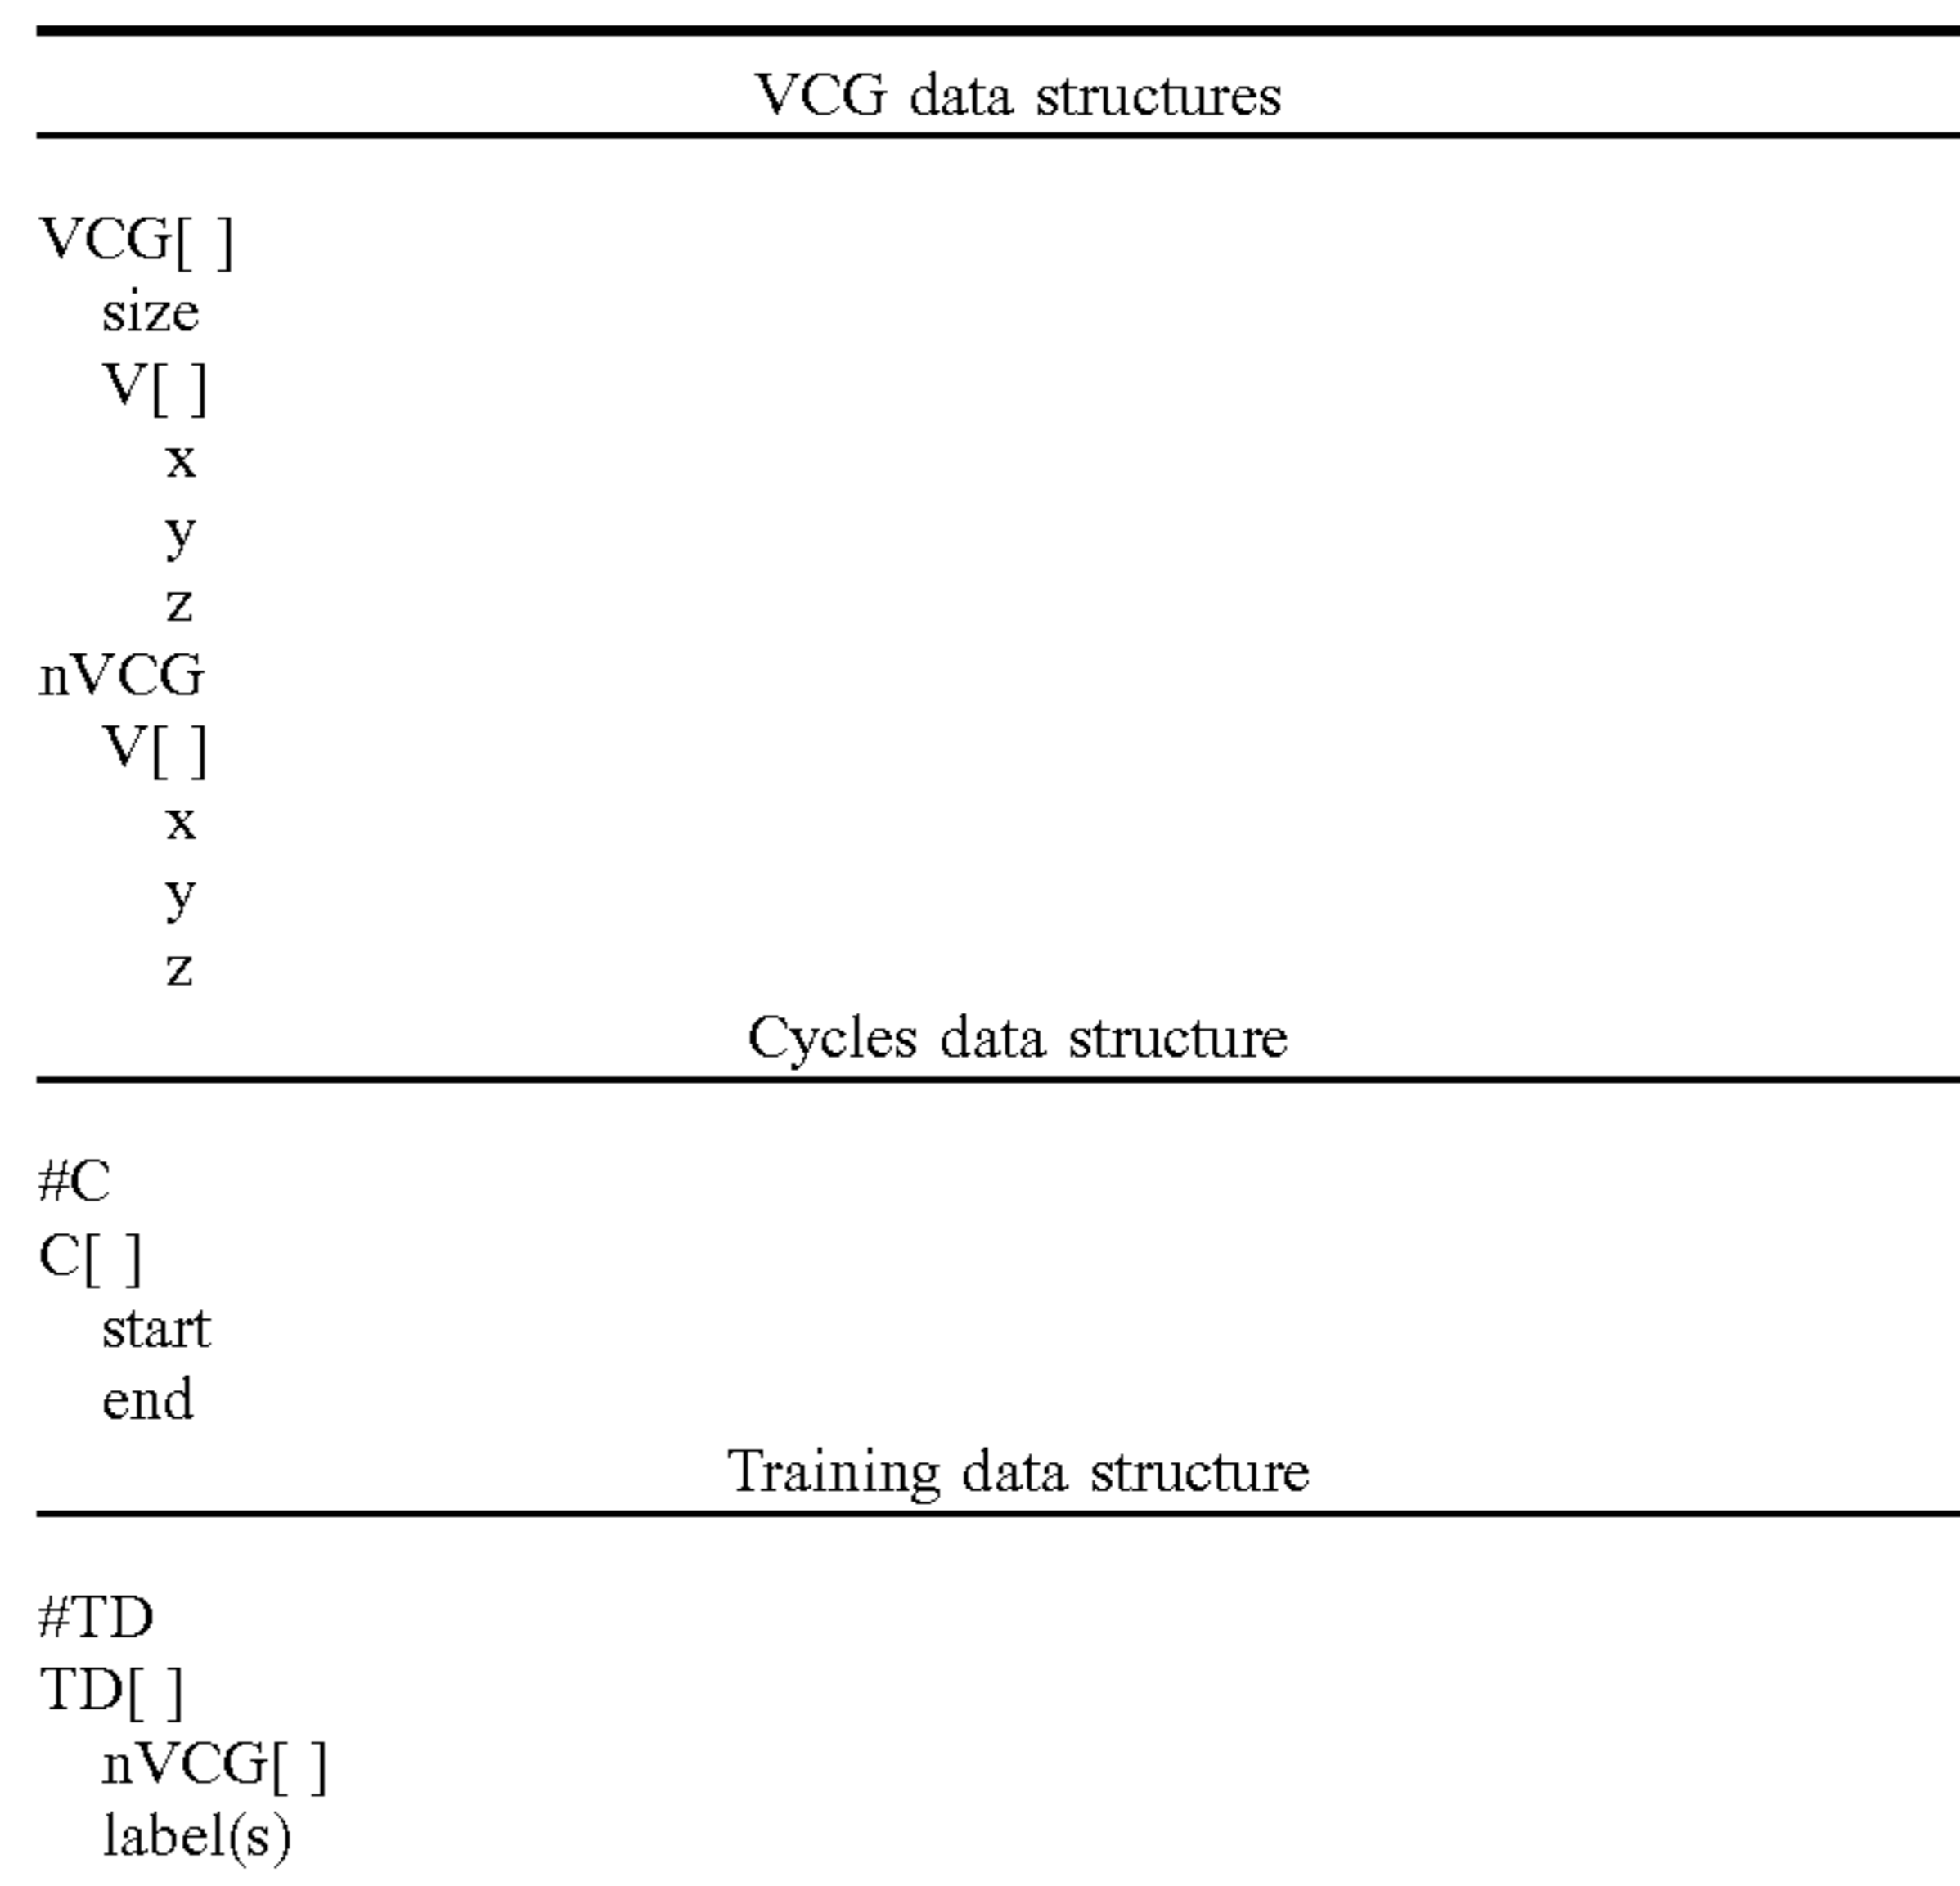 VCG data structures
VCG[ ]
size
V[ ]
x
y
z
nVCG
V[ ]
x
y
z
Cycles data structure
#C
C[ ]
start
end
Training data structure
#TD
TD[ ]
nVCG[ ]
label(s)